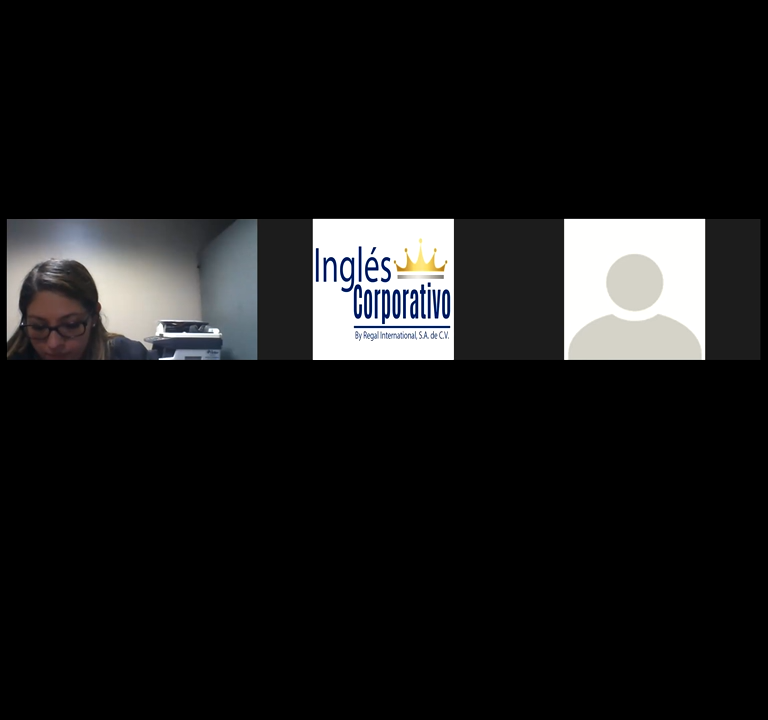 Inglés
Corporativo
By Regal International, S.A. de C.V.